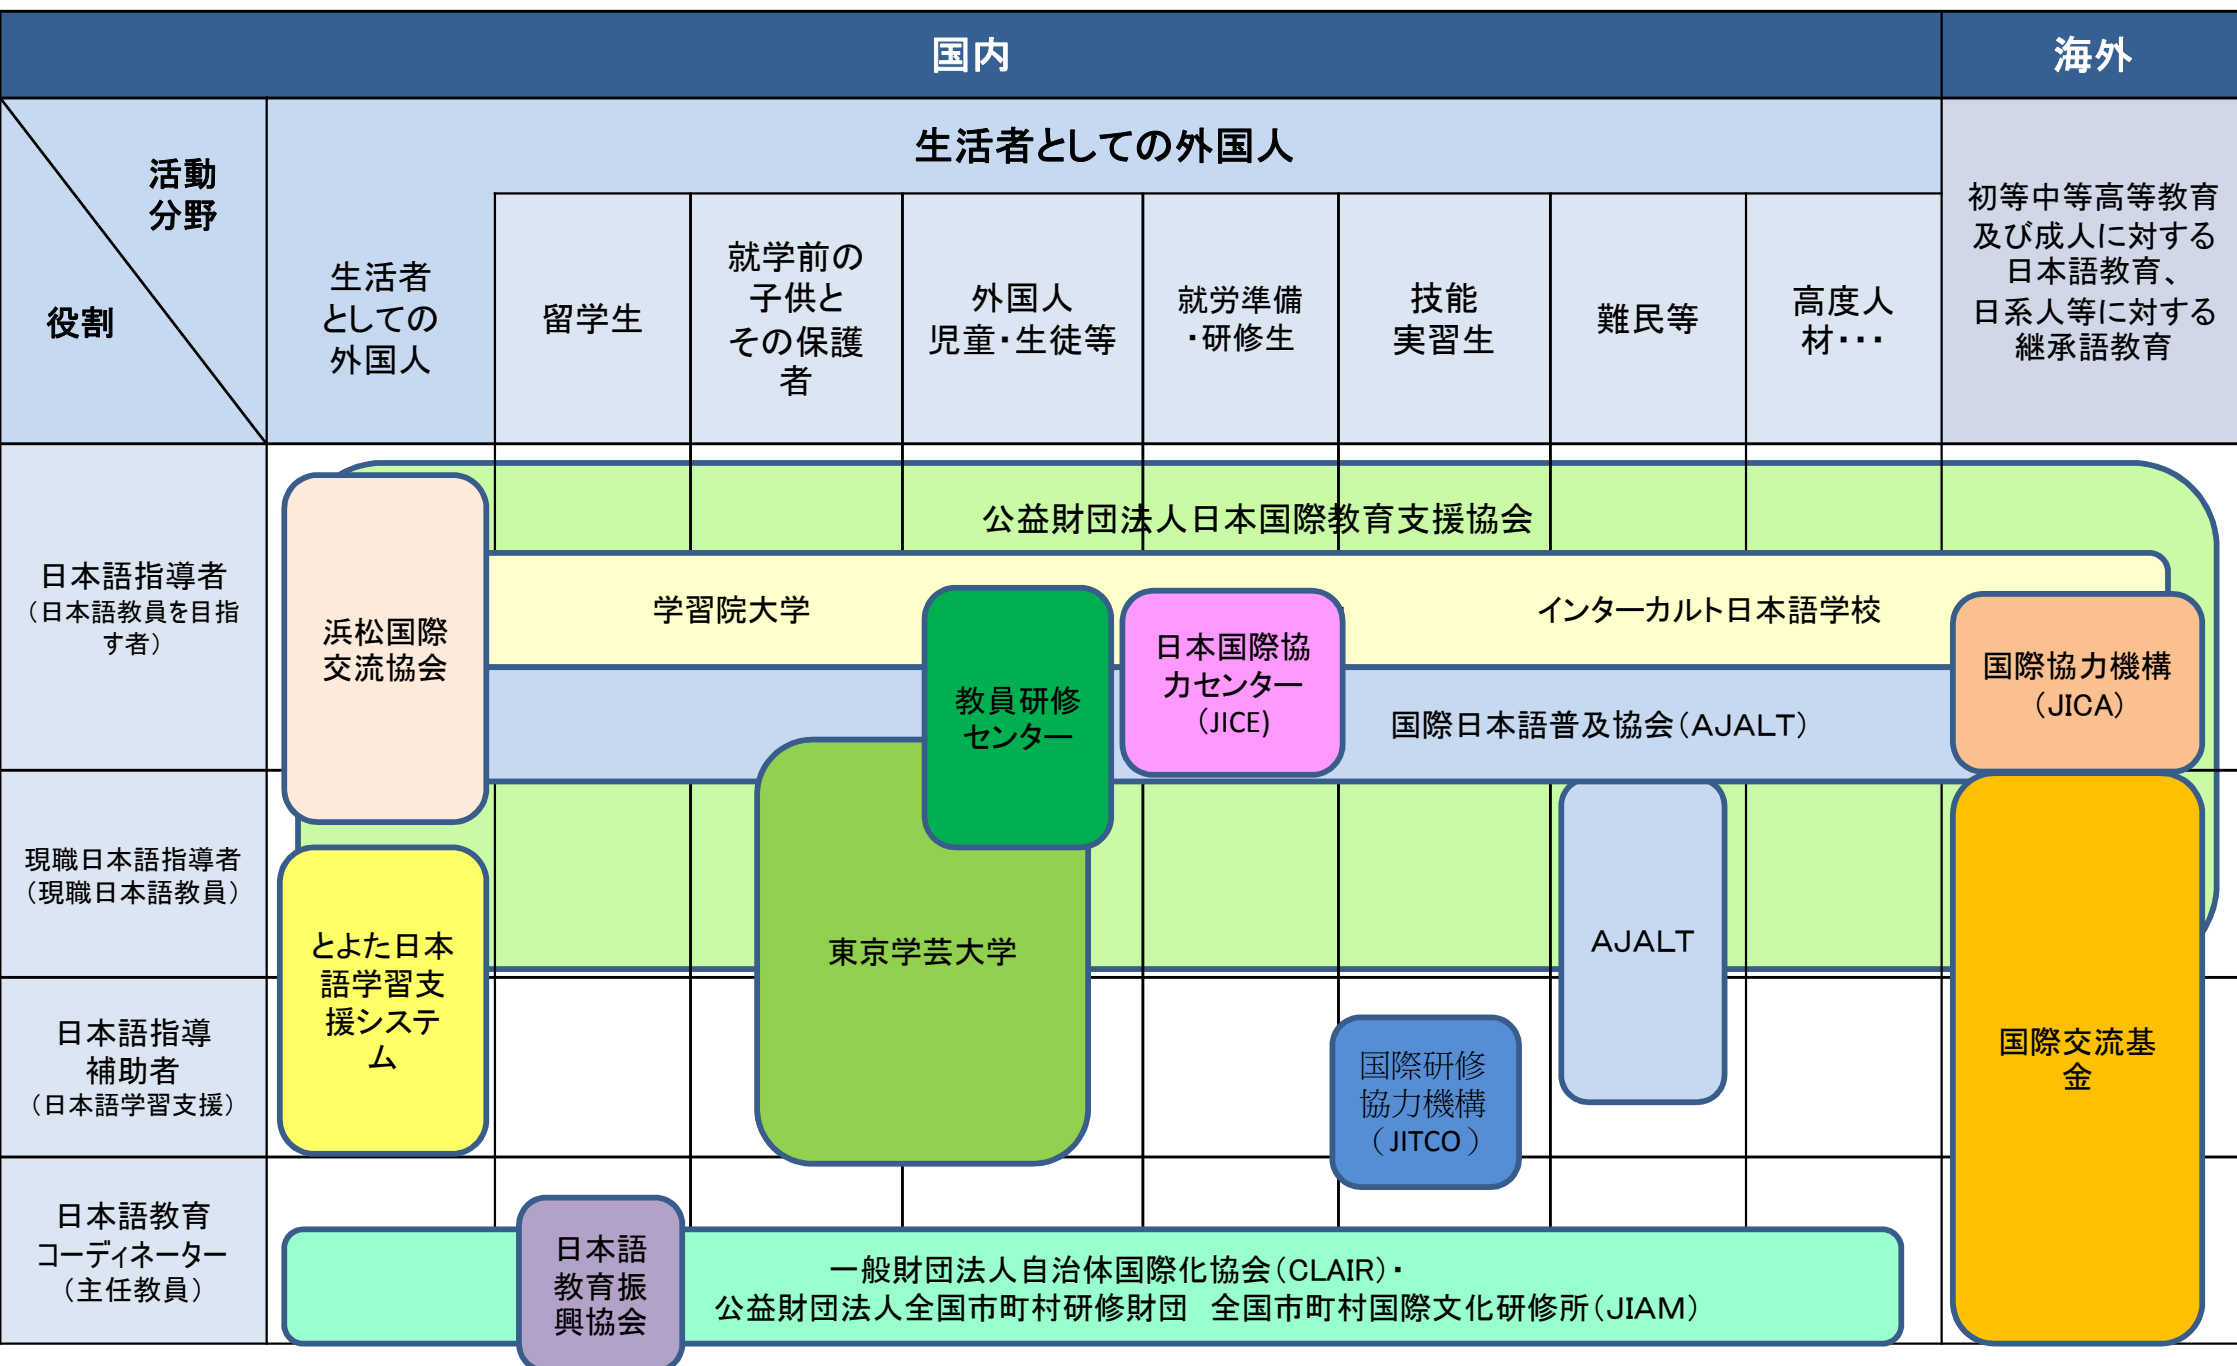 国内
海外
活動
分野
役割
生活者としての外国人
生活者
としての
外国人
留学生
就学前の
子供と
その保護
者
外国人
児童・生徒等
就労準備
・研修生
技能
実習生
難民等
高度人
材・・・
初等中等高等教育
及び成人に対する
日本語教育、
日系人等に対する
継承語教育
日本語指導者
（日本語教員を目指
す者）
現職日本語指導者
（現職日本語教員）
日本語指導
補助者
（日本語学習支援）
日本語教育
コーディネーター
（主任教員）
公益財団法人日本国際教育支援協会
浜松国際
交流協会
学習院大学
インターカルト日本語学校
教員研修
センター
日本国際協
力センター
（JICE)
国際日本語普及協会（AJALT）
国際協力機構
（JICA）
とよた日本
語学習支
援システ
ム
東京学芸大学
AJALT
国際研修
協力機構
（JITCO）
国際交流基
金
日本語
教育振
興協会
一般財団法人自治体国際化協会（CLAIR）・
公益財団法人全国市町村研修財団　全国市町村国際文化研修所（JIAM）